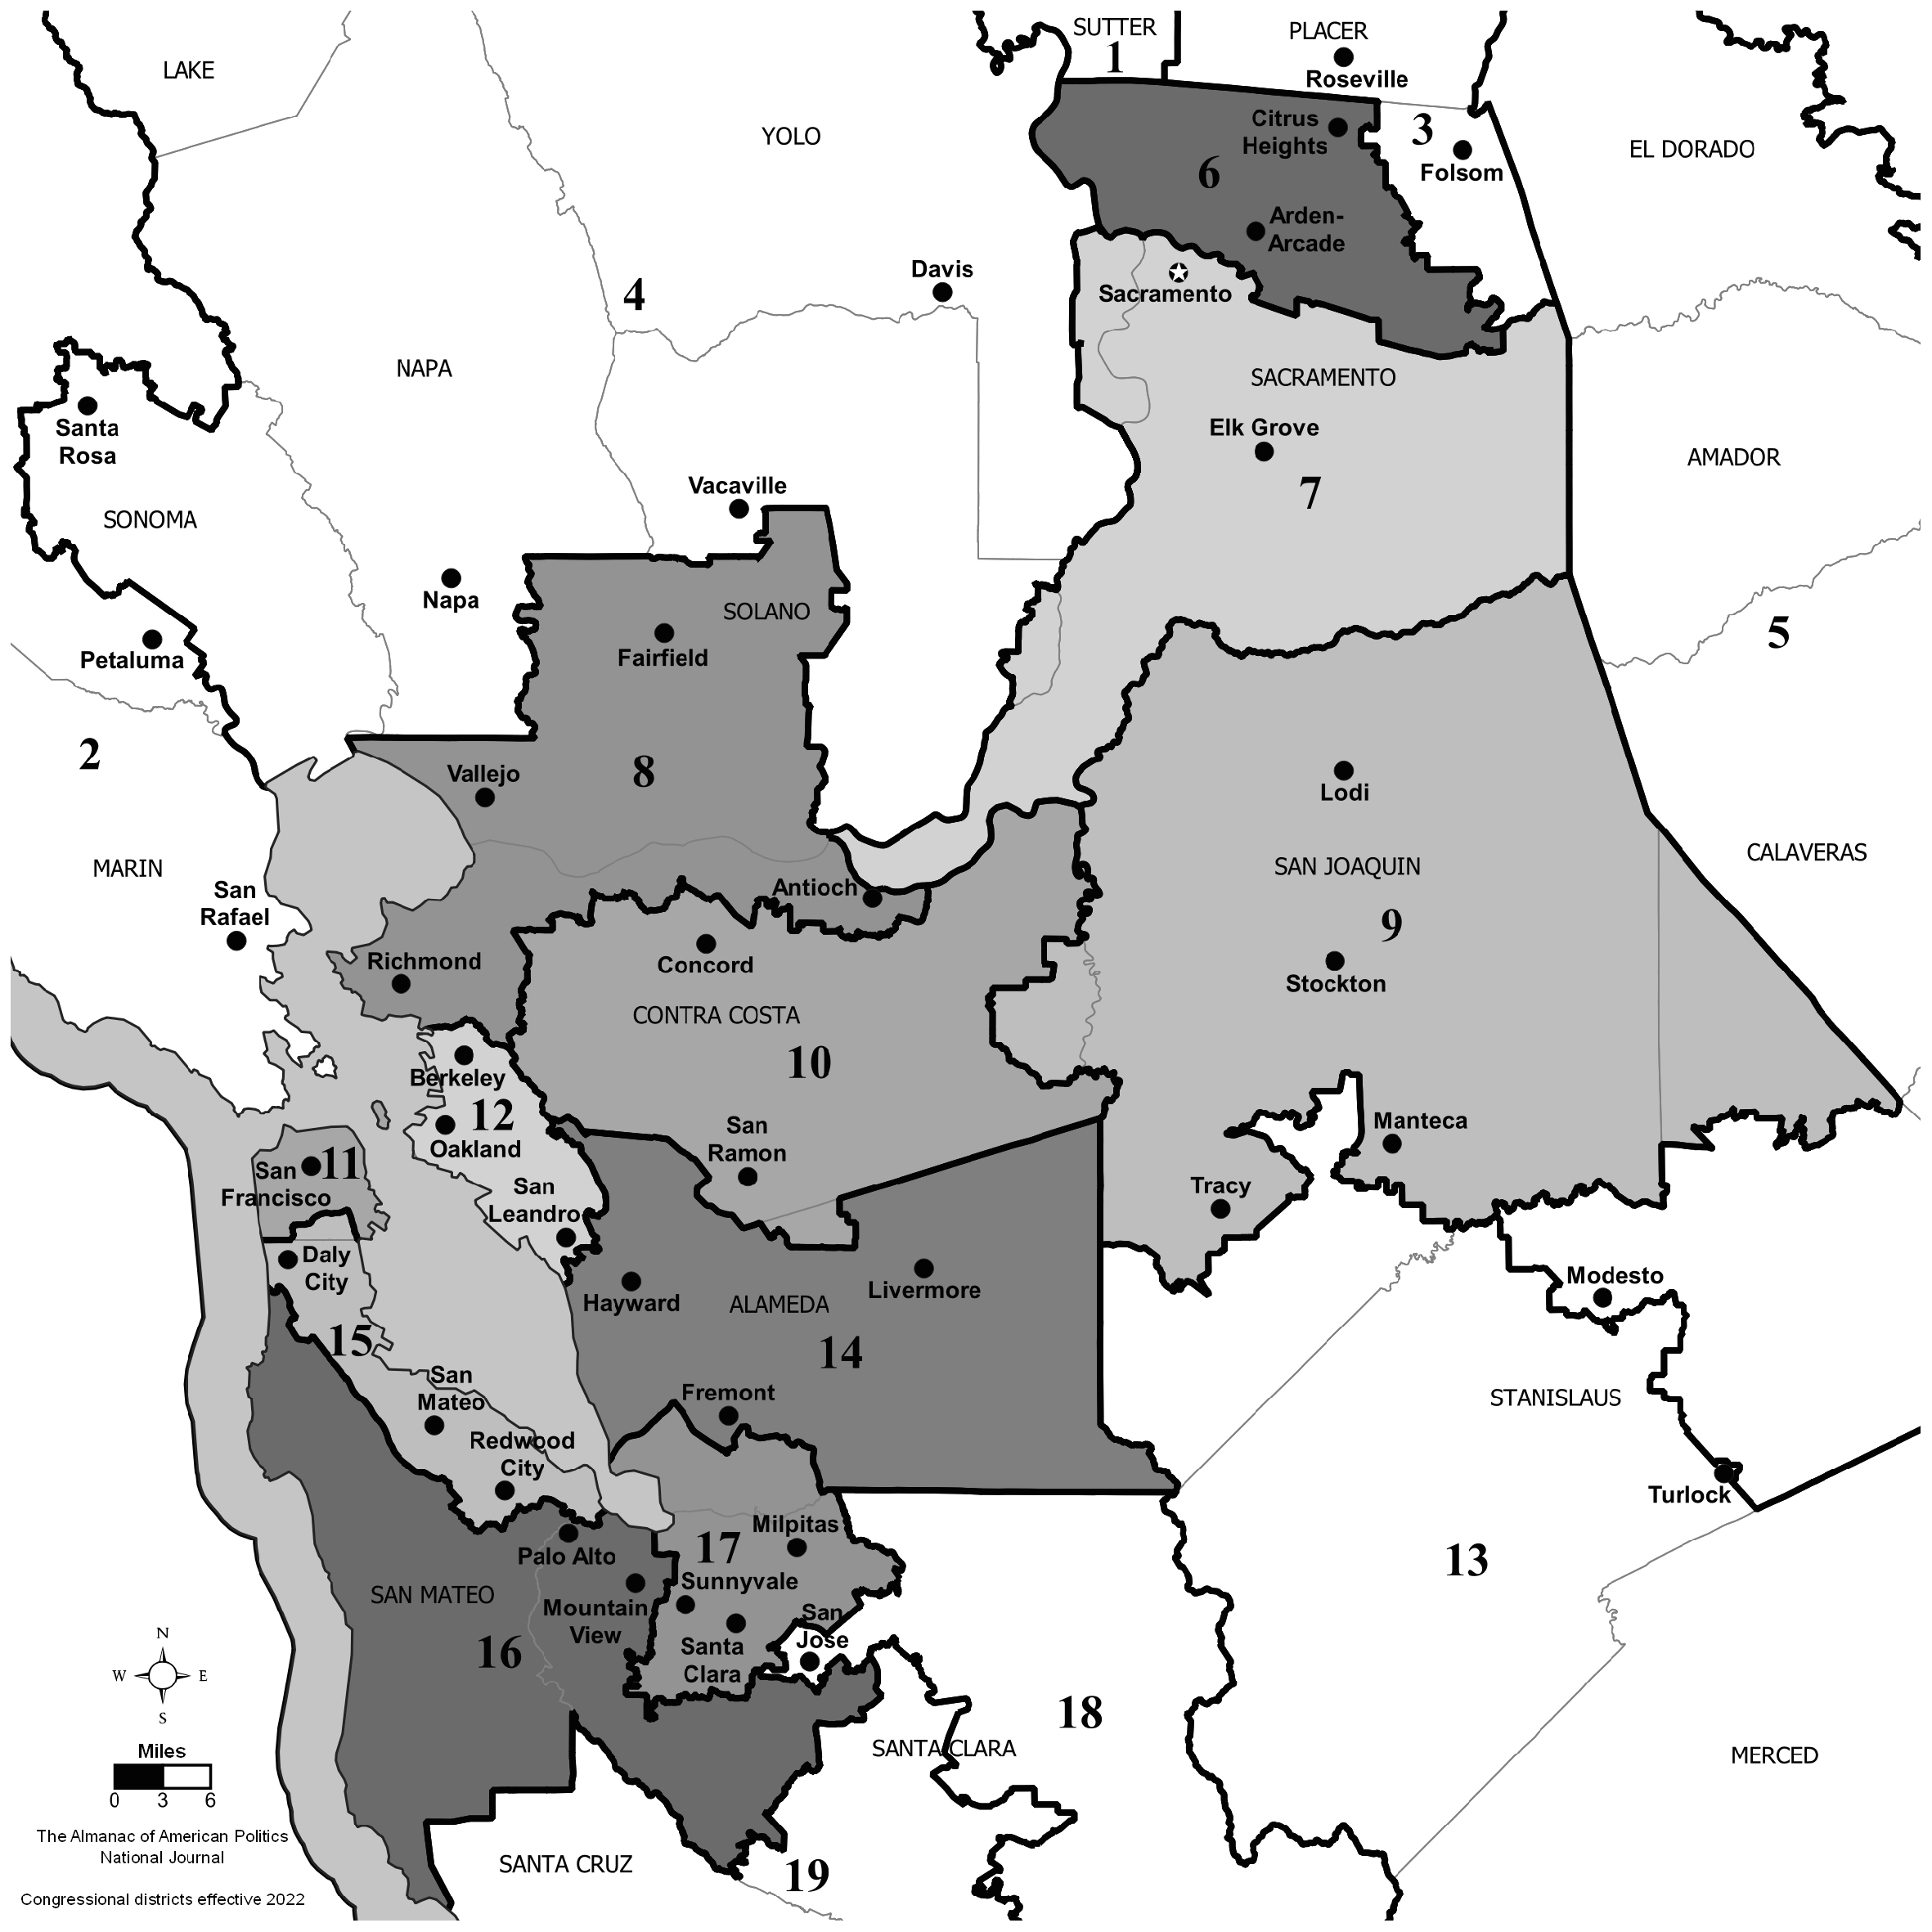 SUTTER
1
PLACER
Roseville
LAKE
YOLO
Citrus
Heights
3
Folsom
EL DORADO
6
Arden-
Arcade
4
Davis
Sacramento
NAPA
SACRAMENTO
Santa
Rosa
Elk Grove
7
AMADOR
SONOMA
Vacaville
Napa
SOLANO
Fairfield
5
Petaluma
2
Vallejo
8
Lodi
MARIN
San
Rafael
Antioch
SAN JOAQUIN
9
CALAVERAS
Richmond
Concord
Stockton
CONTRA COSTA
10
Berkeley
12
Oakland
San
Ramon
Manteca
San
Francisco
11
San
Leandro
Tracy
Daly
City
Hayward
ALAMEDA
Livermore
Modesto
15
14
San
Mateo
Fremont
STANISLAUS
Redwood
City
Turlock
Palo Alto
17
Milpitas
13
SAN MATEO
Mountain
View
Sunnyvale
Santa
Clara
San
Jose
16
N
W
E
S
18
SANTA CLARA
MERCED
Miles
0 3 6
The Almanac of American Politics
National Journal
SANTA CRUZ
19
Congressional districts effective 2022